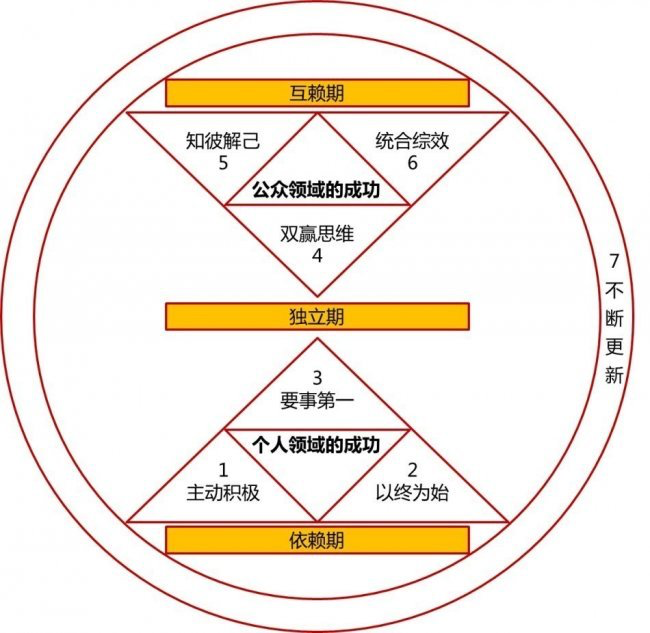 互赖期
知彼解己
5
统合综效
6
公众领域的成功
双赢思维
4
独立期
7
不
断
更
新
3
要事第一
个人领域的成功
1
主动积极
2
以终为始
依赖期